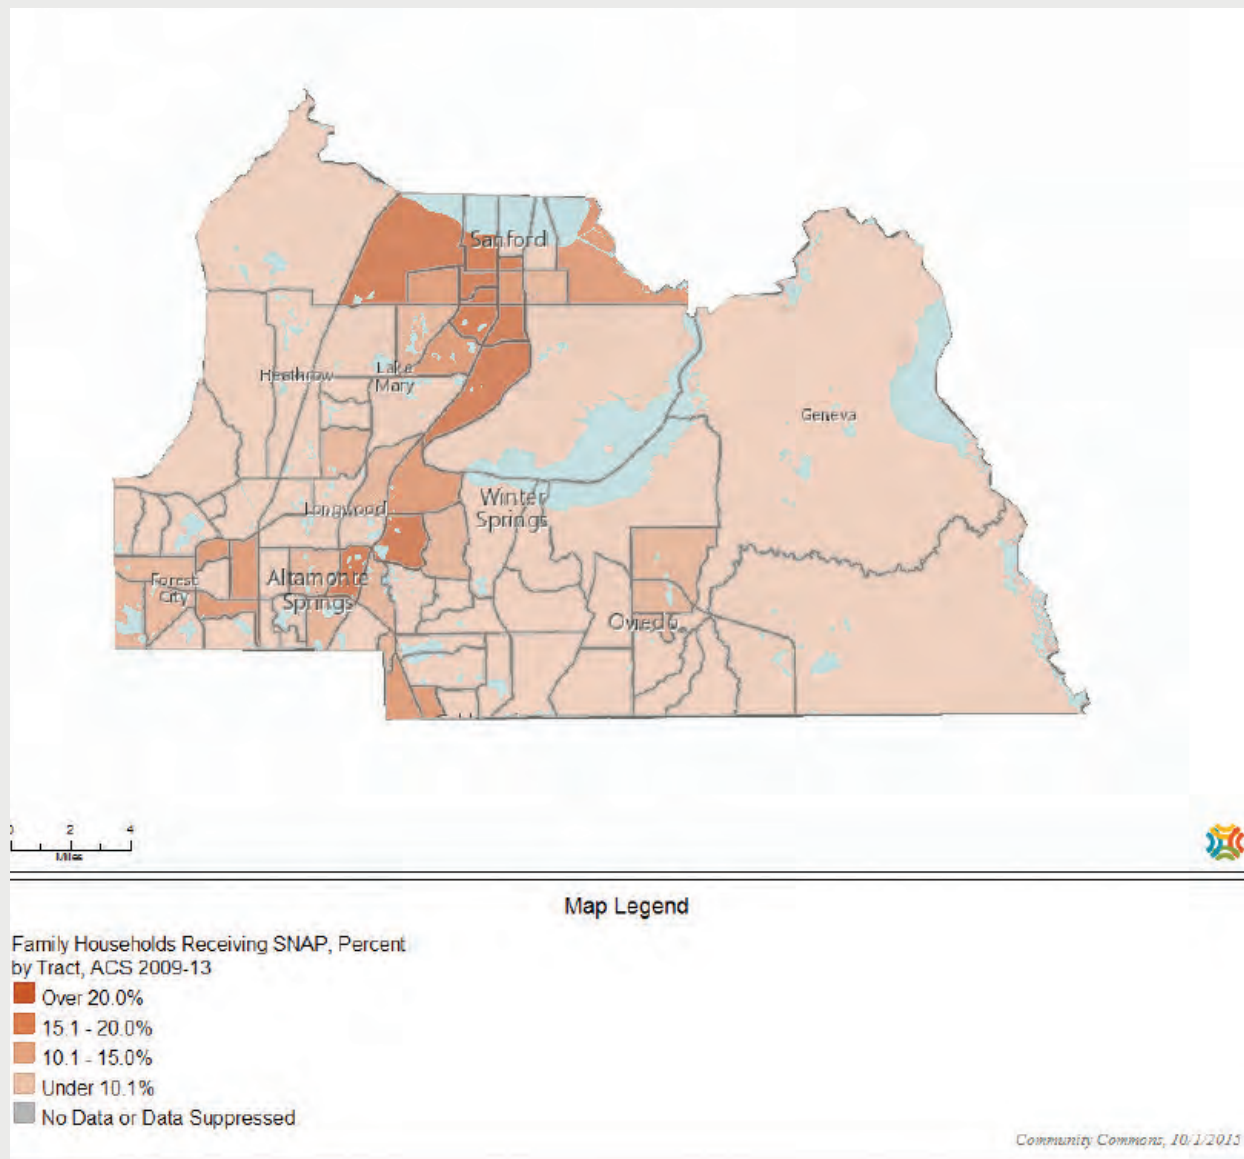 Sanford
Heathrow
Lake
Mary
Geneva
Winter
Springs
Longwood
Forest
City
Altamonte
Springs
Oviedo
0 2 4
Miles
Map Legend
Family Households Receiving SNAP, Percent
by Tract, ACS 2009-13
Over 20.0%
15.1 - 20.0%
10.1 - 15.0%
Under 10.1%
No Data or Data Suppressed
Community Commons, 10/1/2015